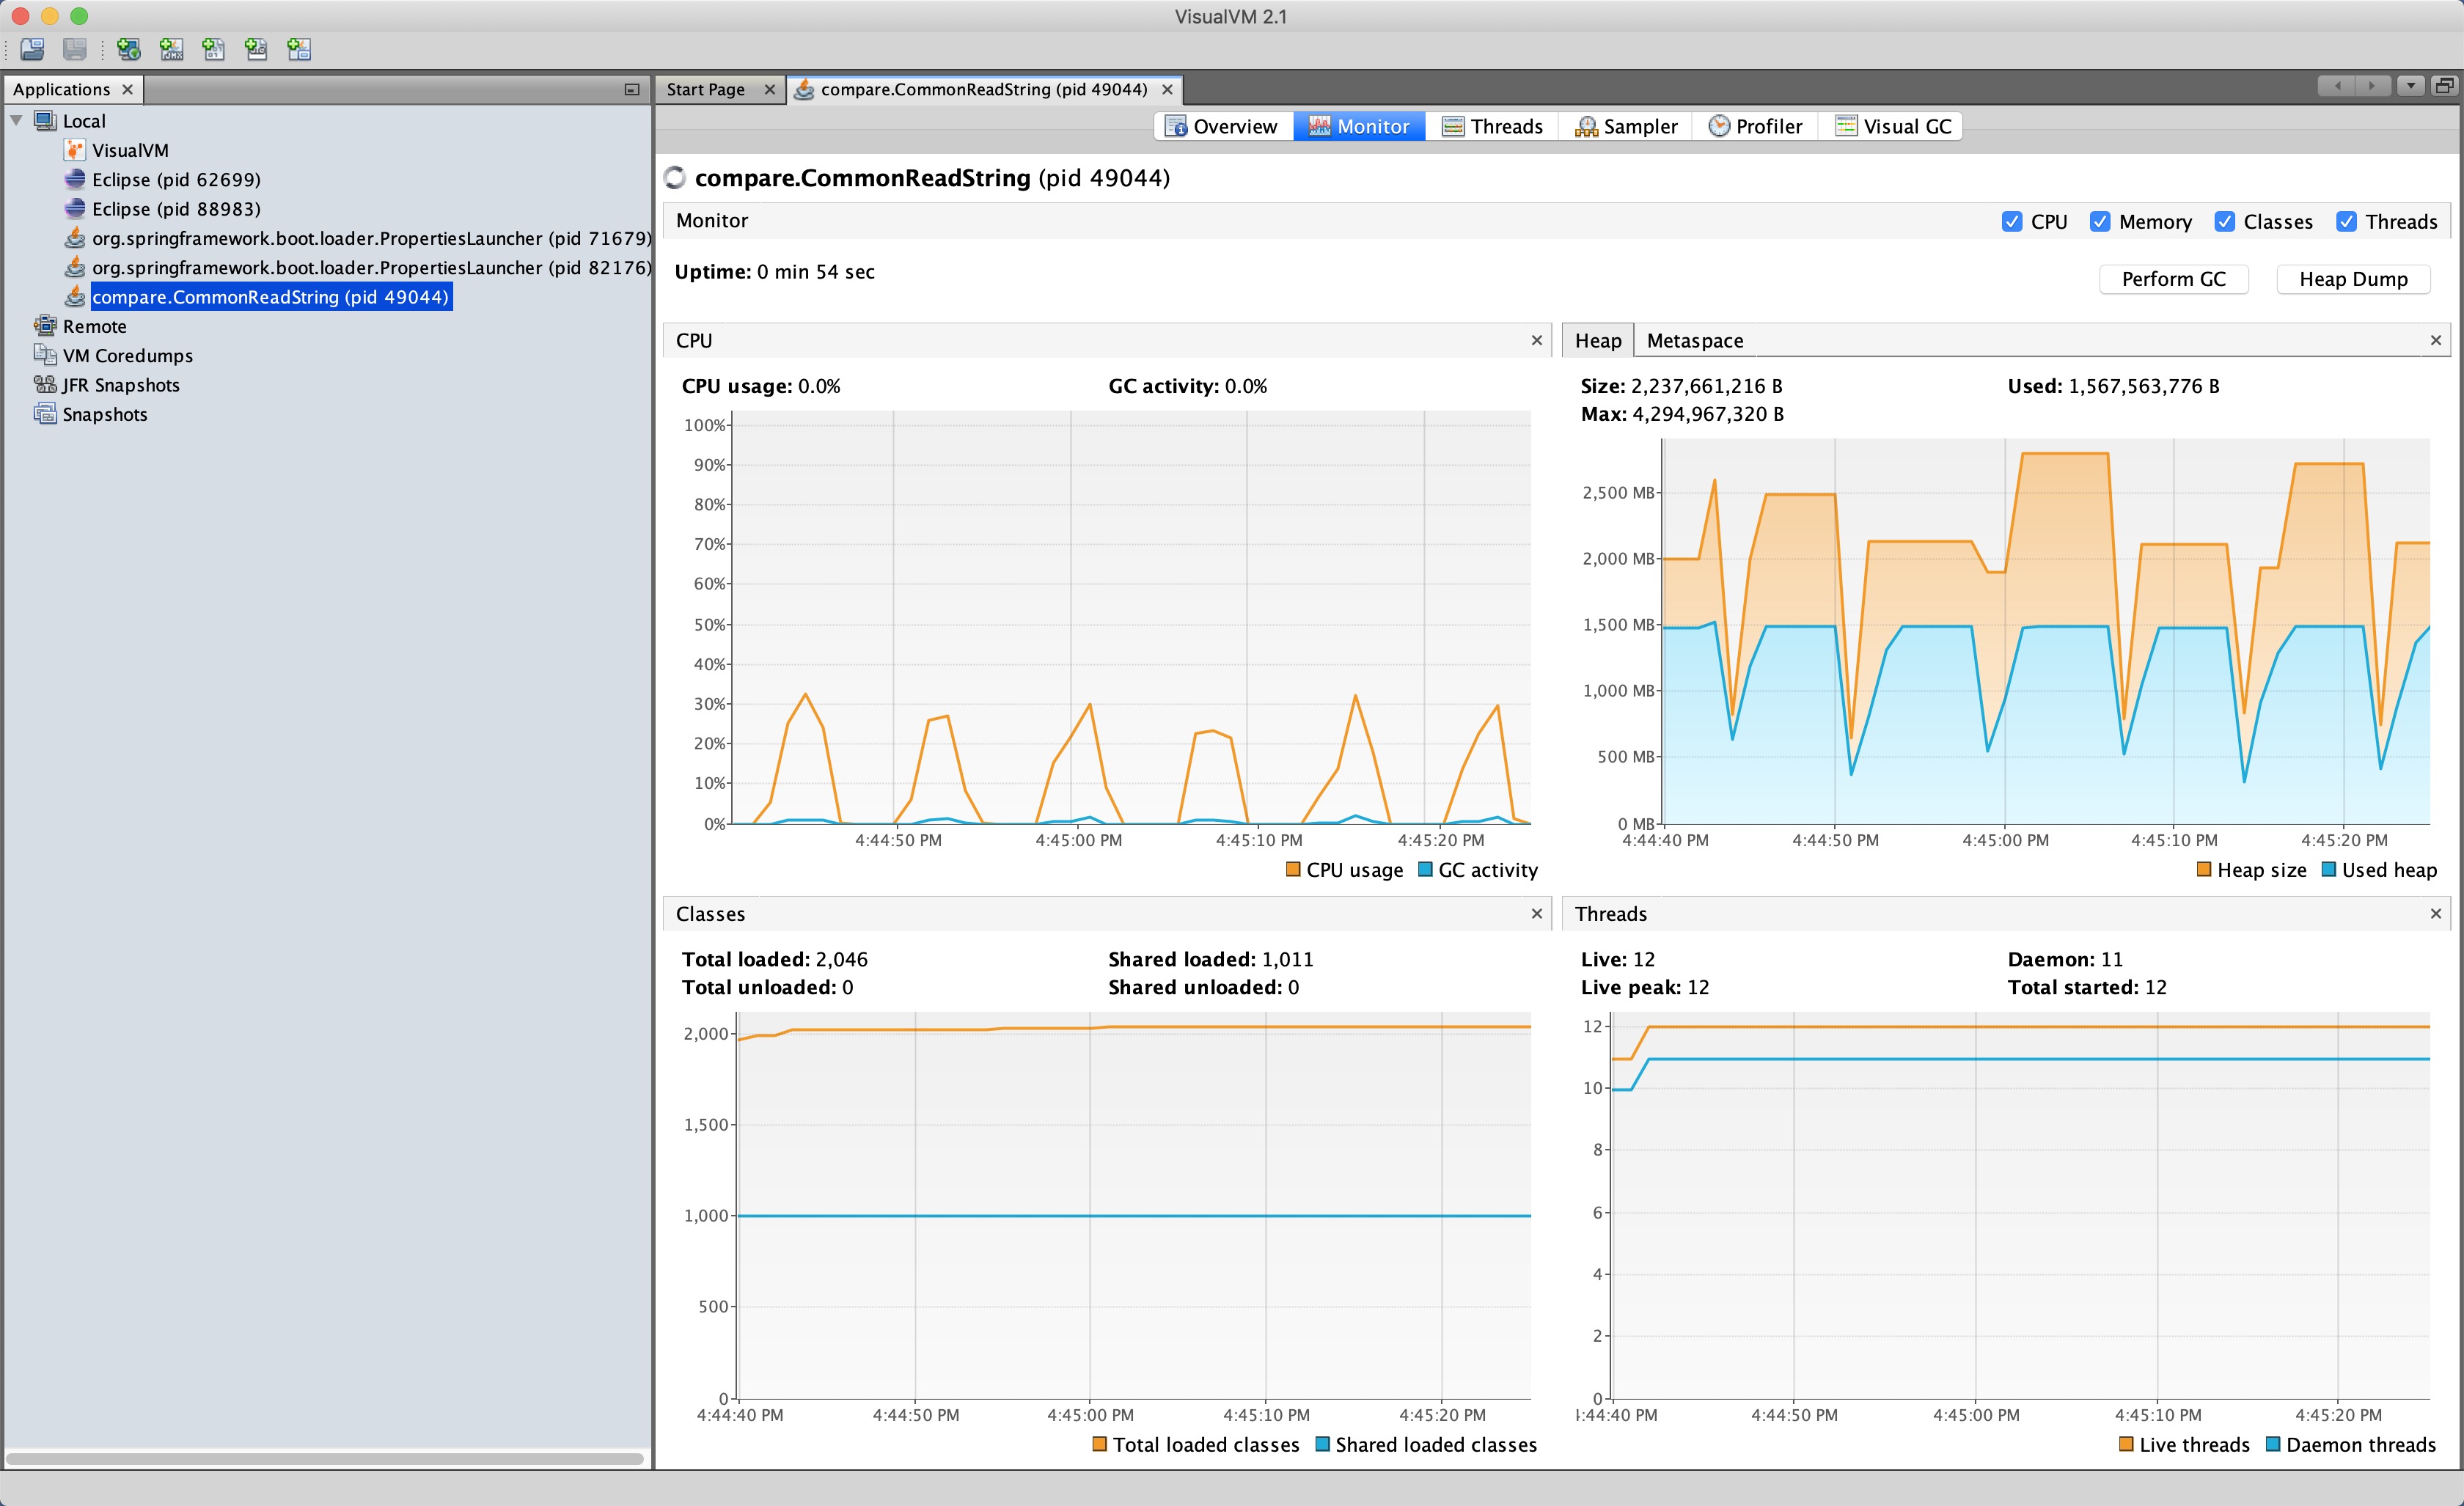 VisualVM 2.1
Applications
Local
VisualVM
Eclipse (pid 62699)
Eclipse (pid 88983)
org.springframework.boot.loader.PropertiesLauncher (pid 71679)
org.springframework.boot.loader.PropertiesLauncher (pid 82176)
compare.CommonReadString (pid 49044)
Remote
VM Coredumps
JFR Snapshots
Snapshots
Start Page
compare.CommonReadString (pid 49044)
Overview Monitor Threads Sampler Profiler Visual GC
compare.CommonReadString (pid 49044)
Monitor
CPU Memory Classes Threads
Uptime: 0 min 54 sec
Perform GC Heap Dump
CPU
CPU usage: 0.0% GC activity: 0.0%
100%
90%
80%
70%
60%
50%
40%
30%
20%
10%
0%
4:44:50 PM 4:45:00 PM 4:45:10 PM 4:45:20 PM
CPU usage GC activity
Heap Metaspace
Size: 2,237,661,216 B Used: 1,567,563,776 B
Max: 4,294,967,320 B
2,500 MB
2,000 MB
1,500 MB
1,000 MB
500 MB
0 MB
4:44:40 PM 4:44:50 PM 4:45:00 PM 4:45:10 PM 4:45:20 PM
Heap size Used heap
Classes
Total loaded: 2,046 Shared loaded: 1,011
Total unloaded: 0 Shared unloaded: 0
2,000
1,500
1,000
500
0
4:44:40 PM 4:44:50 PM 4:45:00 PM 4:45:10 PM 4:45:20 PM
Total loaded classes Shared loaded classes
Threads
Live: 12 Daemon: 11
Live peak: 12 Total started: 12
12
10
8
6
4
2
0
4:44:40 PM 4:44:50 PM 4:45:00 PM 4:45:10 PM 4:45:20 PM
Live threads Daemon threads